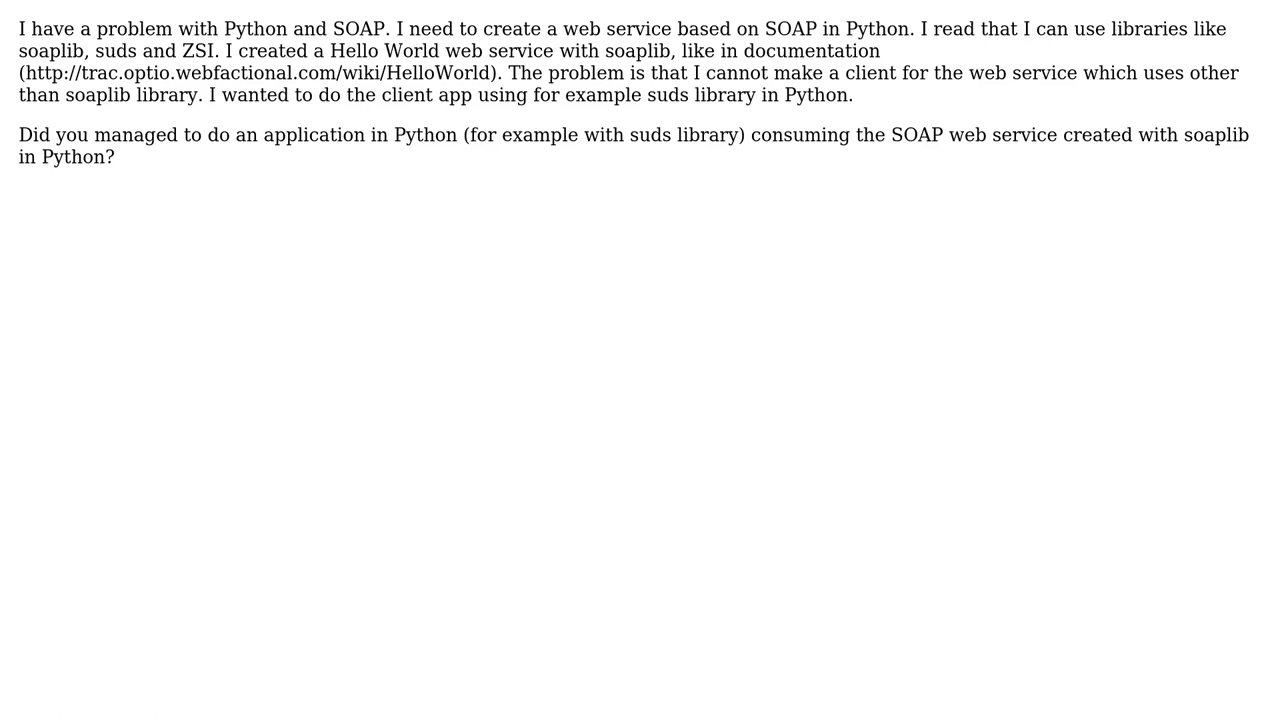 I have a problem with Python and SOAP. I need to create a web service based on SOAP in Python. I read that I can use libraries like
soaplib, suds and ZSI. I created a Hello World web service with soaplib, like in documentation
(http://trac.optio.webfactional.com/wiki/HelloWorld). The problem is that I cannot make a client for the web service which uses other
than soaplib library. I wanted to do the client app using for example suds library in Python.
Did you managed to do an application in Python (for example with suds library) consuming the SOAP web service created with soaplib
in Python?